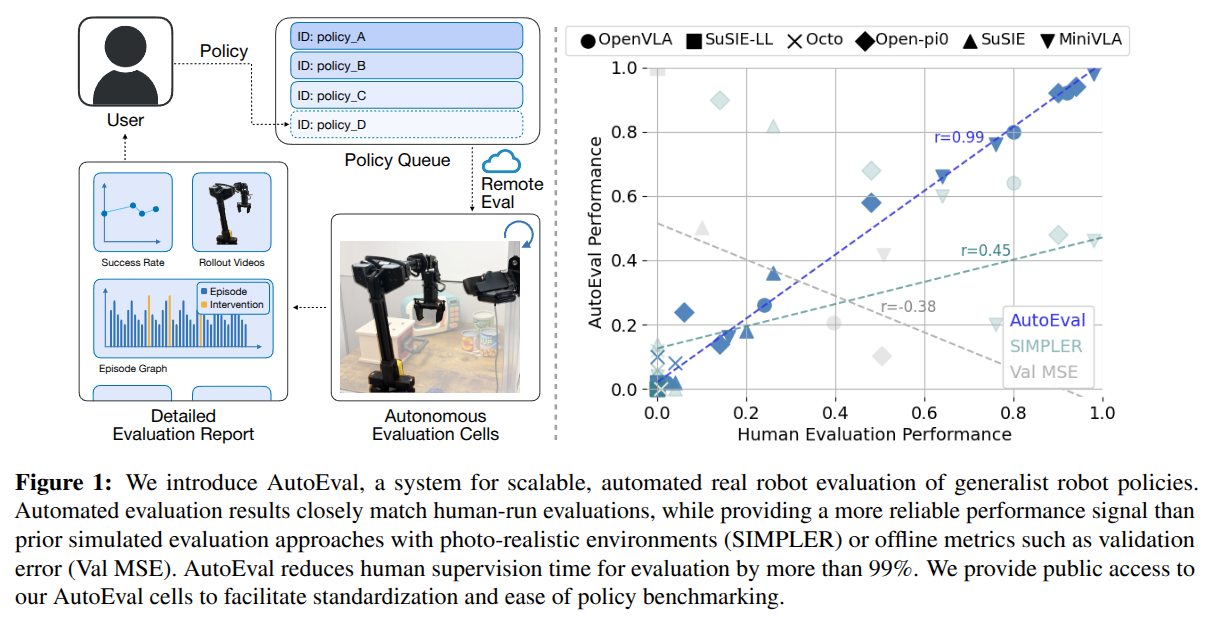 Policy
User
ID: policy_A
ID: policy_B
ID: policy_C
ID: policy_D
Policy Queue
Remote
Eval
Success Rate
Rollout Videos
Episode
Intervention
Episode Graph
Detailed
Evaluation Report
Autonomous
Evaluation Cells
OpenVLA SuSIE-LL Octo Open-pi0 SuSIE MiniVLA
AutoEval Performance
1.0
0.8
0.6
0.4
0.2
0.0
r=0.99
r=0.45
r=-0.38
AutoEval
SIMPLER
Val MSE
0.0 0.2 0.4 0.6 0.8 1.0
Human Evaluation Performance
Figure 1: We introduce AutoEval, a system for scalable, automated real robot evaluation of generalist robot policies.
Automated evaluation results closely match human-run evaluations, while providing a more reliable performance signal than
prior simulated evaluation approaches with photo-realistic environments (SIMPLER) or offline metrics such as validation
error (Val MSE). AutoEval reduces human supervision time for evaluation by more than 99%. We provide public access to
our AutoEval cells to facilitate standardization and ease of policy benchmarking.